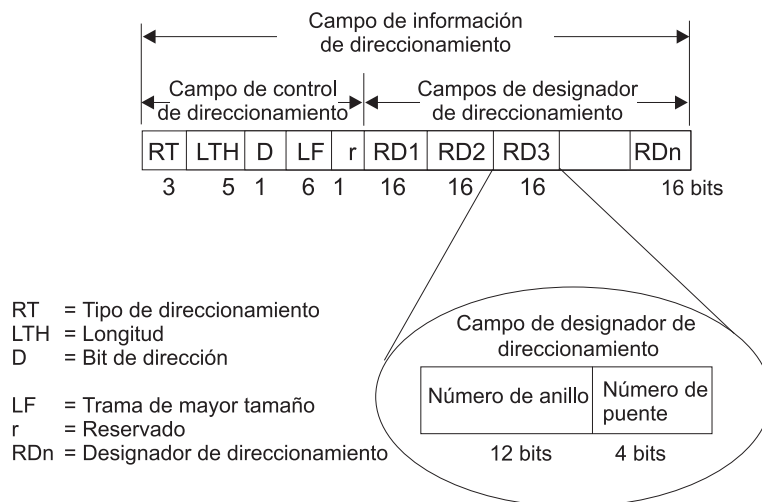 Campo de información
de direccionamiento
Campo de control
de direccionamiento
Campos de designador
de direccionamiento
RT LTH D LF r RD1 RD2 RD3 RDn
3 5 1 6 1 16 16 16 16 bits
RT = Tipo de direccionamiento
LTH = Longitud
D = Bit de dirección
LF = Trama de mayor tamaño
r = Reservado
RDn = Designador de direccionamiento
Campo de designador de
direccionamiento
Número de anillo
Número de
puente
12 bits 4 bits